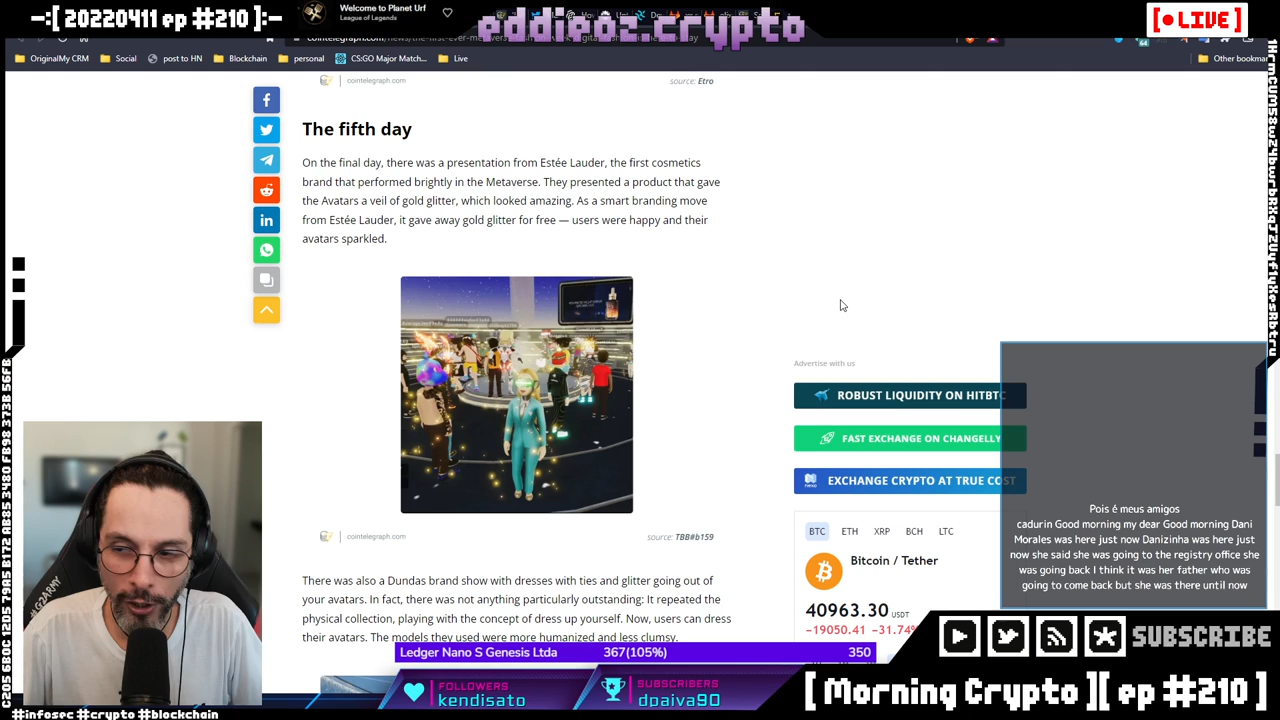 -:[ 20220411 ep #210 ]:-
Welcome to Planet Urf
League of Legends
eddieoz.crypto
[ LIVE ]
OriginalMy CRM
Social
post to HN
Blockchain
personal
CS:GO Major Match...
Live
Other bookmar
cointelegraph.com
source: Etro
The fifth day
On the final day, there was a presentation from Estée Lauder, the first cosmetics
brand that performed brightly in the Metaverse. They presented a product that gave
the Avatars a veil of gold glitter, which looked amazing. As a smart branding move
from Estée Lauder, it gave away gold glitter for free — users were happy and their
avatars sparkled.
cointelegraph.com
source: TBB#b159
There was also a Dundas brand show with dresses with ties and glitter going out of
your avatars. In fact, there was not anything particularly outstanding: It repeated the
physical collection, playing with the concept of dress up yourself. Now, users can dress
their avatars. The models they used were more humanized and less clumsy.
Advertise with us
ROBUST LIQUIDITY ON HITBTC
FAST EXCHANGE ON CHANGELLY
nexo
EXCHANGE CRYPTO AT TRUE COST
BTC ETH XRP BCH LTC
Bitcoin / Tether
40963.30 USDT
−19050.41 −31.74%
Pois é meus amigos
cadurin Good morning my dear Good morning Dani
Morales was here just now Danizinha was here just
now she said she was going to the registry office she
was going back I think it was her father who was
going to come back but she was there until now
Ledger Nano S Genesis Ltda 367(105%) 350
FOLLOWERS
kendisato
SUBSCRIBERS
dpaiva90
SUBSCRIBE
[ Morning Crypto ][ ep #210 ]
#infosec #crypto #blockchain